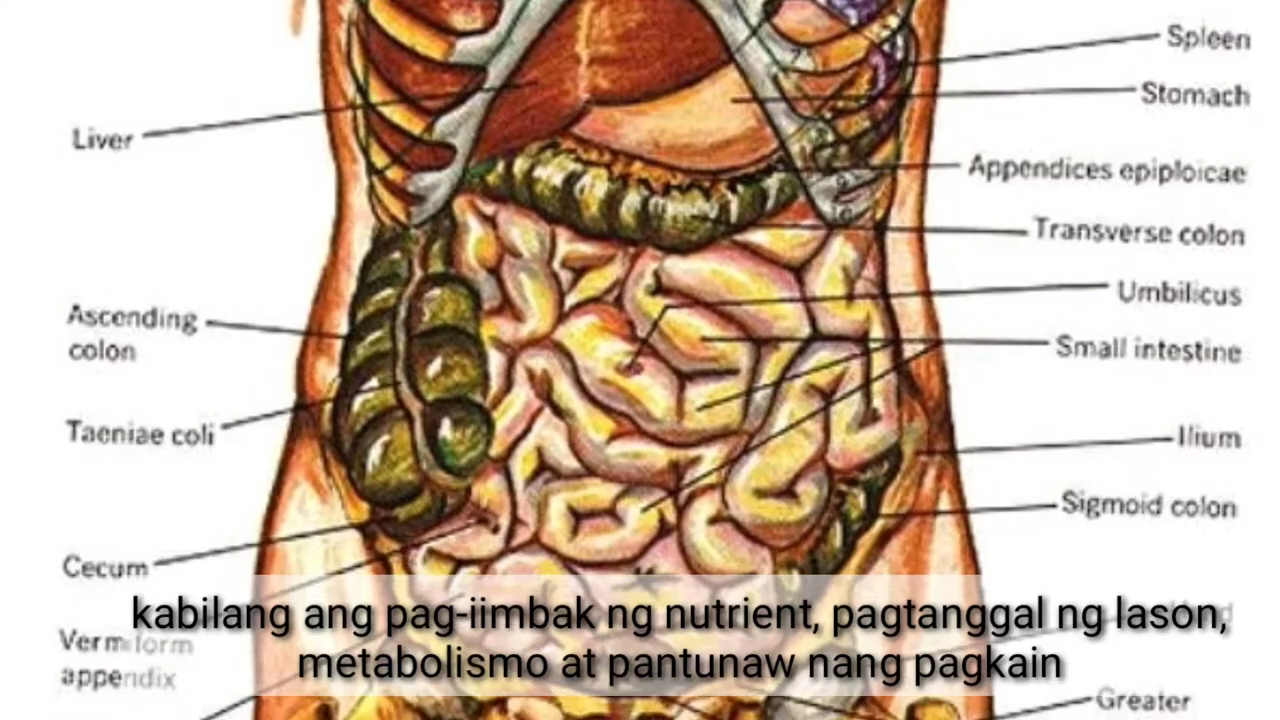 Spleen
Stomach
Liver
Appendices epiploicae
Transverse colon
Umbilicus
Ascending
colon
Small intestine
Taeniae coli
Ilium
Sigmoid colon
Cecum
Vermiform
appendix
kabilang ang pag-iimbak ng nutrient, pagtanggal ng lason,
metabolismo at pantunaw nang pagkain
Greater